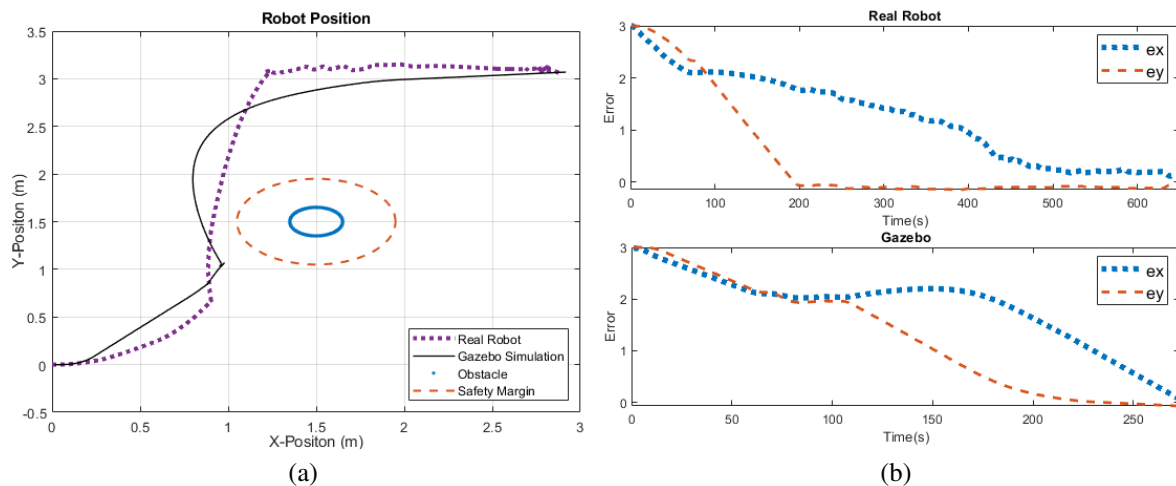 Robot Position
3.5
3
2.5
2
1.5
1
0.5
0
-0.5
Y-Positon (m)
0 0.5 1 1.5 2 2.5 3
X-Positon (m)
Real Robot
Gazebo Simulation
Obstacle
Safety Margin
(a)
Real Robot
3
2
1
0
Error
ex
ey
0 100 200 300 400 500 600
Time(s)
Gazebo
3
2
1
0
Error
ex
ey
0 50 100 150 200 250
Time(s)
(b)